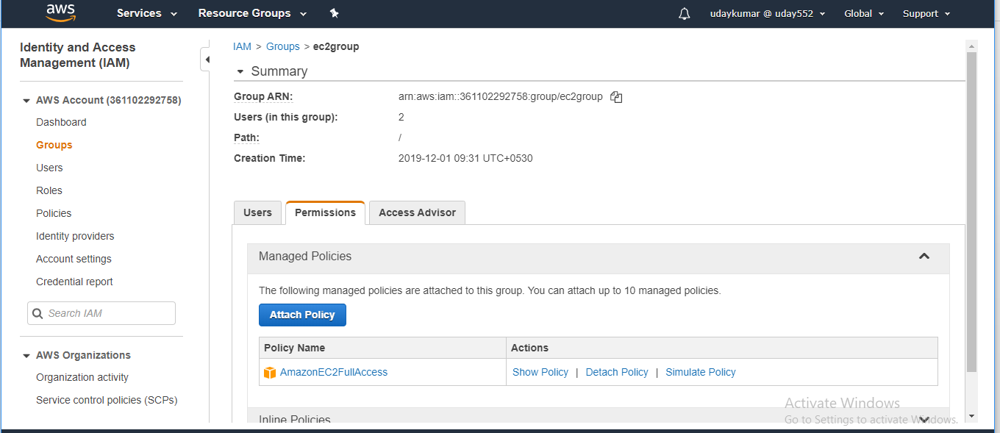 aws Services Resource Groups udaykumar @ uday552 Global Support
Identity and Access
Management (IAM)
AWS Account (361102292758)
Dashboard
Groups
Users
Roles
Policies
Identity providers
Account settings
Credential report
Search IAM
AWS Organizations
Organization activity
Service control policies (SCPs)
IAM > Groups > ec2group
Summary
Group ARN: arn:aws:iam::361102292758:group/ec2group
Users (in this group): 2
Path: /
Creation Time: 2019-12-01 09:31 UTC+0530
Users Permissions Access Advisor
Managed Policies
The following managed policies are attached to this group. You can attach up to 10 managed policies.
Attach Policy
Policy Name Actions
AmazonEC2FullAccess Show Policy | Detach Policy | Simulate Policy
Inline Policies
Activate Windows
Go to Settings to activate Windows.